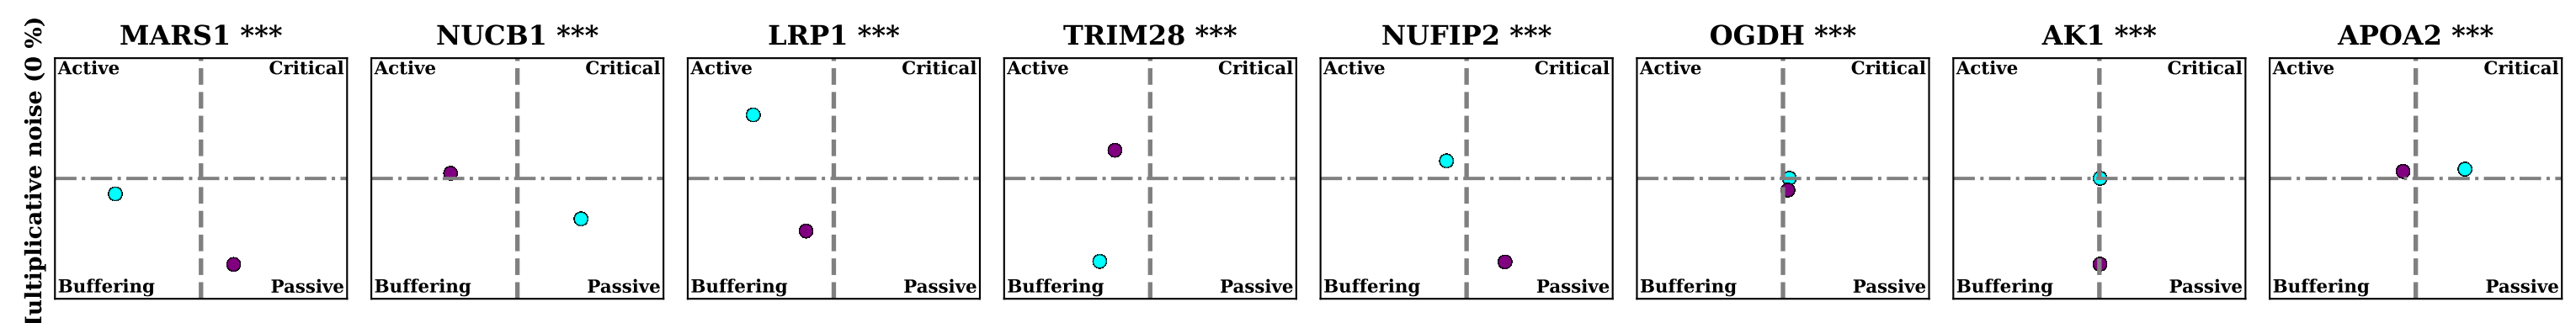 MARS1 *** NUCB1 *** LRP1 *** TRIM28 *** NUFIP2 *** OGDH *** AK1 *** APOA2 ***
Active Critical Active Critical Active Critical Active Critical Active Critical Active Critical Active Critical Active Critical
Buffering Passive Buffering Passive Buffering Passive Buffering Passive Buffering Passive Buffering Passive Buffering Passive Buffering Passive
noise (0 %)